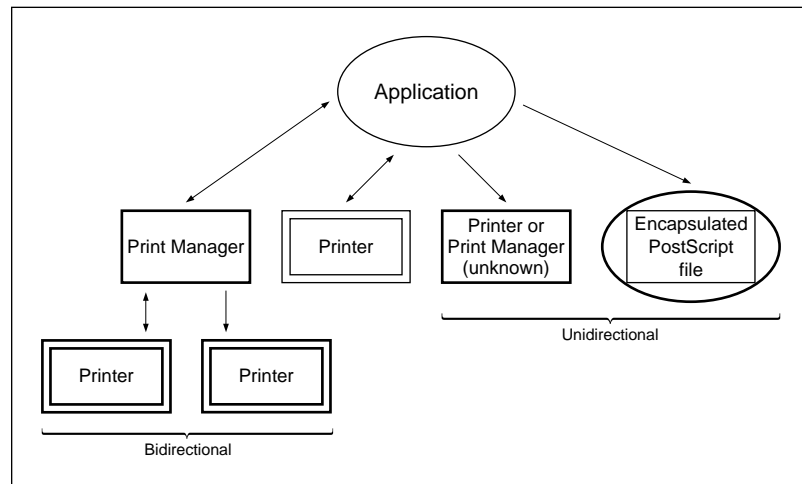 Application
Print Manager
Printer
Printer or
Print Manager
(unknown)
Encapsulated
PostScript
file
Unidirectional
Printer
Printer
Bidirectional